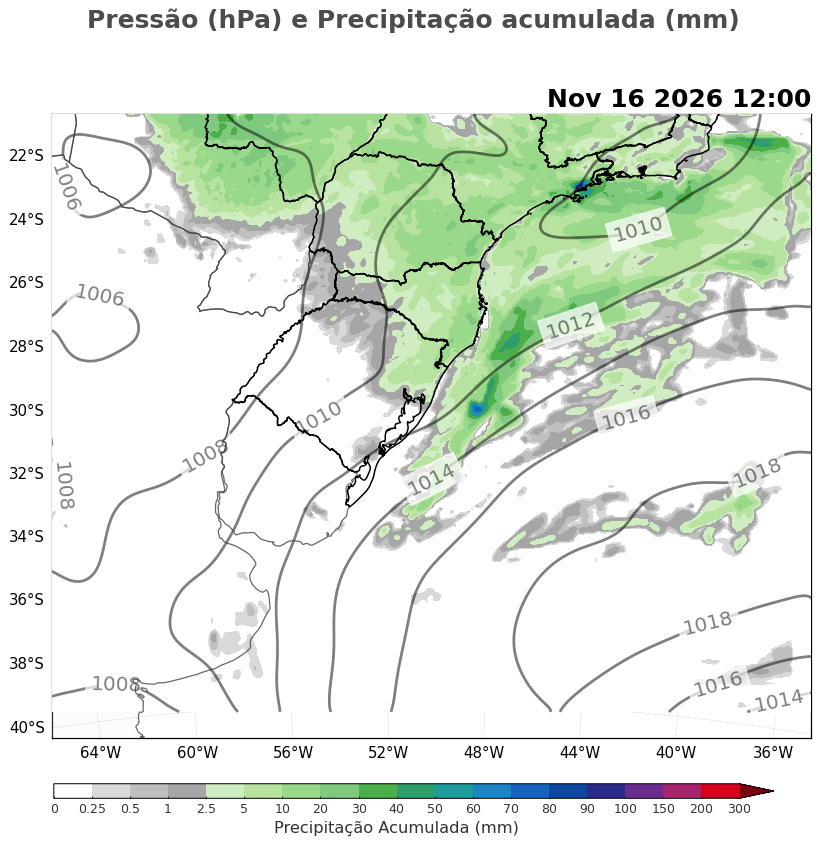 Pressão (hPa) e Precipitação acumulada (mm)
Nov 16 2026 12:00
22°S
24°S
26°S
28°S
30°S
32°S
34°S
36°S
38°S
40°S
1006
1010
1006
1012
1010
1016
1008
1008
1014
1018
1018
1008
1016
1014
64°W 60°W 56°W 52°W 48°W 44°W 40°W 36°W
0 0.25 0.5 1 2.5 5 10 20 30 40 50 60 70 80 90 100 150 200 300
Precipitação Acumulada (mm)